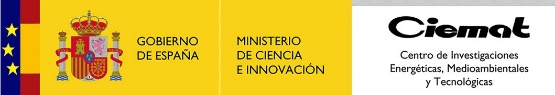 GOBIERNO
DE ESPAÑA
MINISTERIO
DE CIENCIA
E INNOVACIÓN
Ciemat
Centro de Investigaciones
Energéticas, Medioambientales
y Tecnológicas